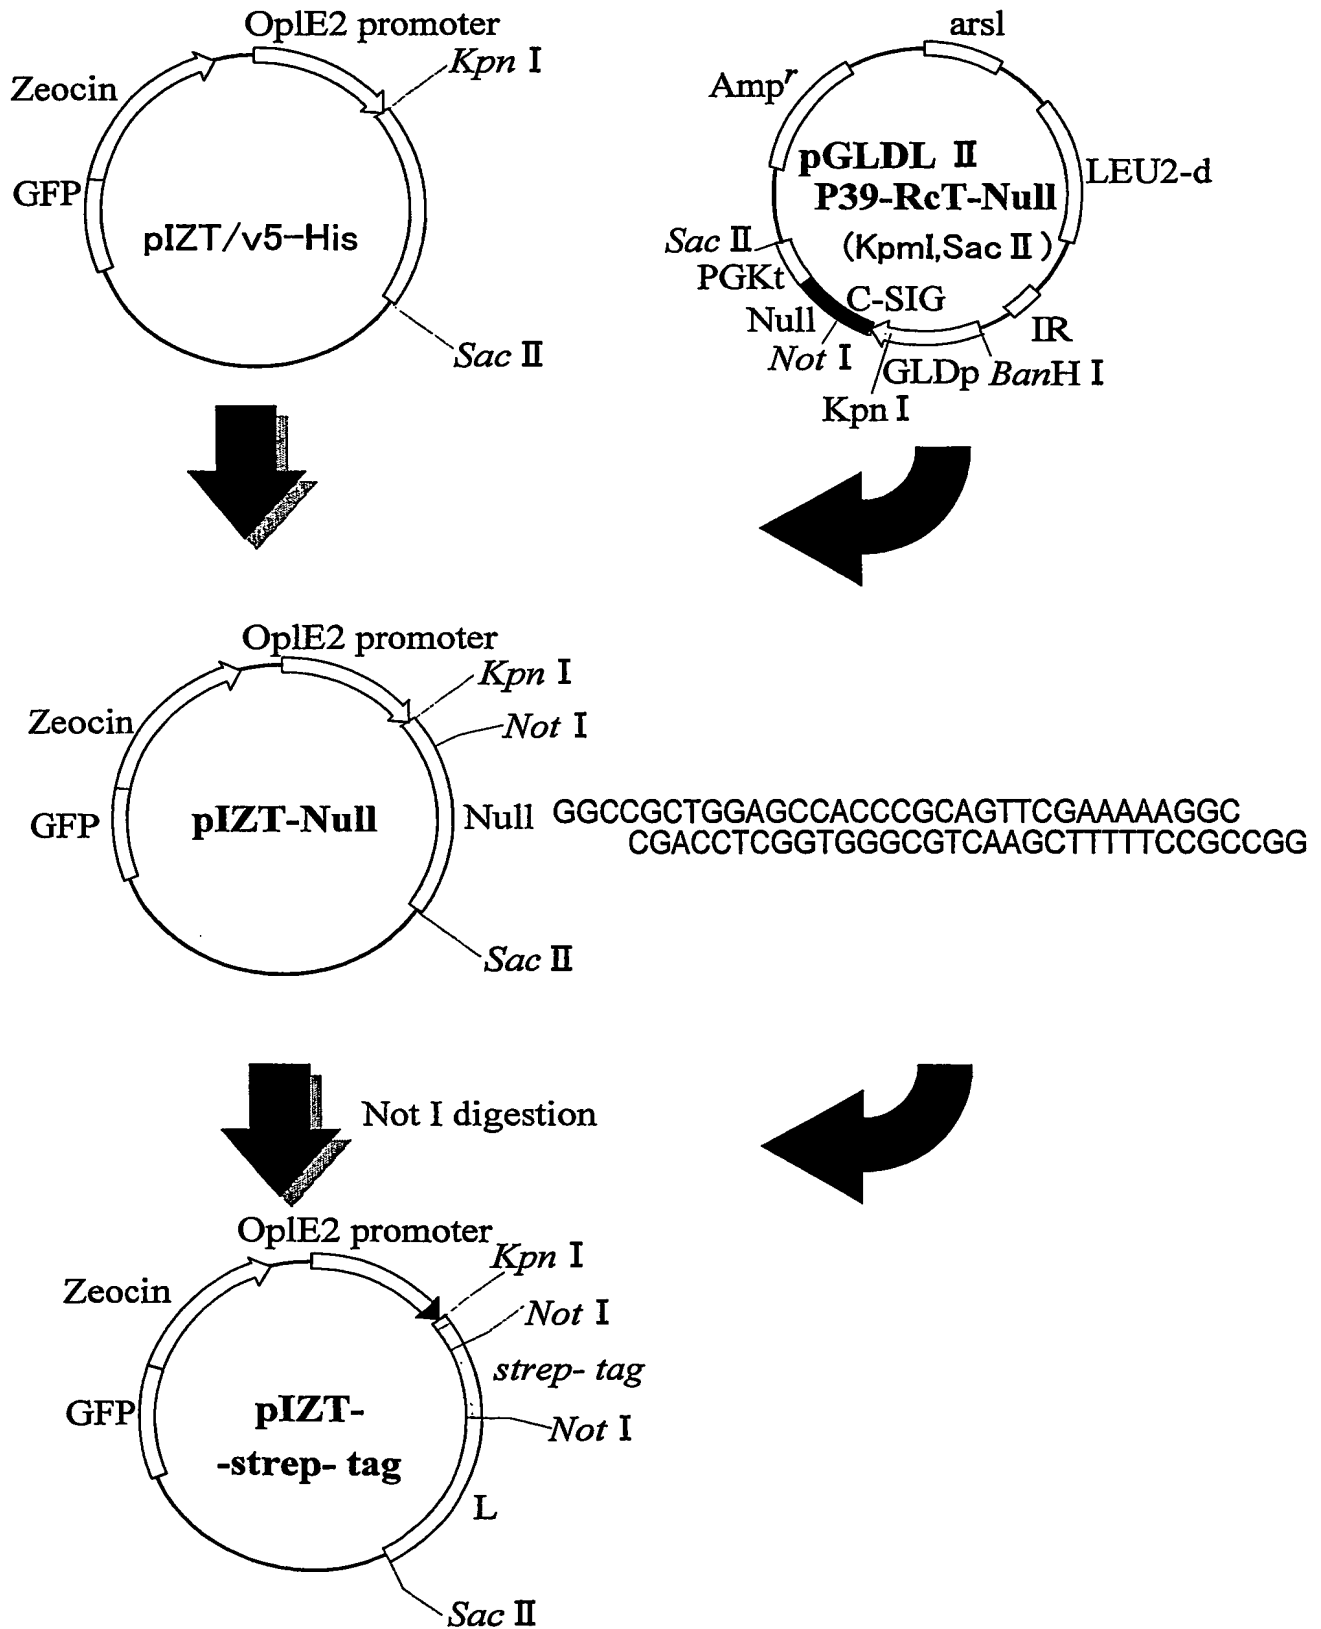 OplE2 promoter
Kpn I
Zeocin
GFP
pIZT/v5-His
Sac II
arsl
Amp^r
pGLDL II
P39-RcT-Null
(KpmI,Sac II)
LEU2-d
Sac II
PGKt
C-SIG
Null
IR
Not I
GLDp
BanH I
Kpn I
OplE2 promoter
Kpn I
Not I
Zeocin
GFP
pIZT-Null
Null
GGCCGCTGGAGCCACCCGCAGTTCGAAAAAGGC
CGACCTCGGTGGGCGTCAAGCTTTTTCCGCCGG
Sac II
Not I digestion
OplE2 promoter
Kpn I
Zeocin
Not I
strep- tag
GFP
pIZT-
-strep- tag
Not I
L
Sac II